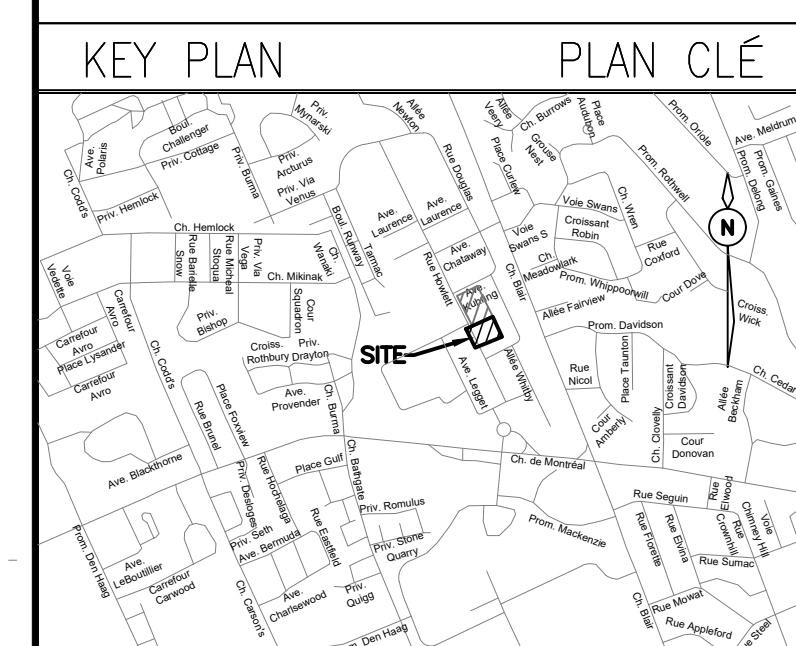 KEY PLAN
PLAN CLÉ
Ave.
Polaris
Boul.
Challenger
Priv. Cottage
Priv. Burma
Priv.
Mynarski
Allée
Newton
Priv.
Arcturus
Priv. Via
Venus
Ch. Codd's
Priv. Hemlock
Rue Douglas
Allée
Veery
Ch. Burrows
Place
Audubon
Grouse
Nest
Place Curlew
Prom. Oriole
Ave. Meldrum
Prom. Rothwell
Prom. Delong
Prom. Gaines
N
Ch. Hemlock
Boul. Runway
Tarmac
Ave.
Laurence
Ave.
Laurence
Voie Swans
Ch. Wren
Croissant
Robin
Voie
Swans S
Rue
Coxford
Voie
Vedette
Rue Bareille
Snow
Rue Micheal
Stoqua
Priv. Via
Vega
Ch.
Wanaki
Ch. Mikinak
Rue Howlett
Ave.
Chataway
Ch. Blair
Ch.
Meadowlark
Prom. Whippoorwill
Cour Dove
Ave.
Kubling
Allée Fairview
Croiss.
Wick
Carrefour
Avro
Carrefour
Avro
Place Lysander
Carrefour
Avro
Priv.
Bishop
Cour
Squadron
Croiss.
Rothbury
Priv.
Drayton
SITE
Prom. Davidson
Ch. Codd's
Ave.
Provender
Ch. Burma
Ave. Legget
Allée Whitby
Rue
Nicol
Place Taunton
Croissant
Davidson
Allée
Beckham
Ch. Cedar
Rue Brunel
Place Foxview
Cour
Amberly
Ch. Clovelly
Cour
Donovan
Ave. Blackthorne
Priv. Desloges
Rue Hochelaga
Place Gulf
Ch. Bathgate
Ch. de Montréal
Rue Seguin
Rue
Elwood
Priv. Romulus
Prom. Den Haag
Priv. Seth
Ave. Bermuda
Rue Eastfield
Priv. Stone
Quarry
Prom. Mackenzie
Rue Florette
Rue Elvina
Rue
Crownhill
Voie
Chimney Hill
Ave.
LeBoutillier
Carrefour
Carwood
Ch. Carson's
Ave.
Charlsewood
Priv.
Quigg
Rue Sumac
Ch. Blair
Rue Mowat
Rue Appleford
m. Den Haag
e Steel